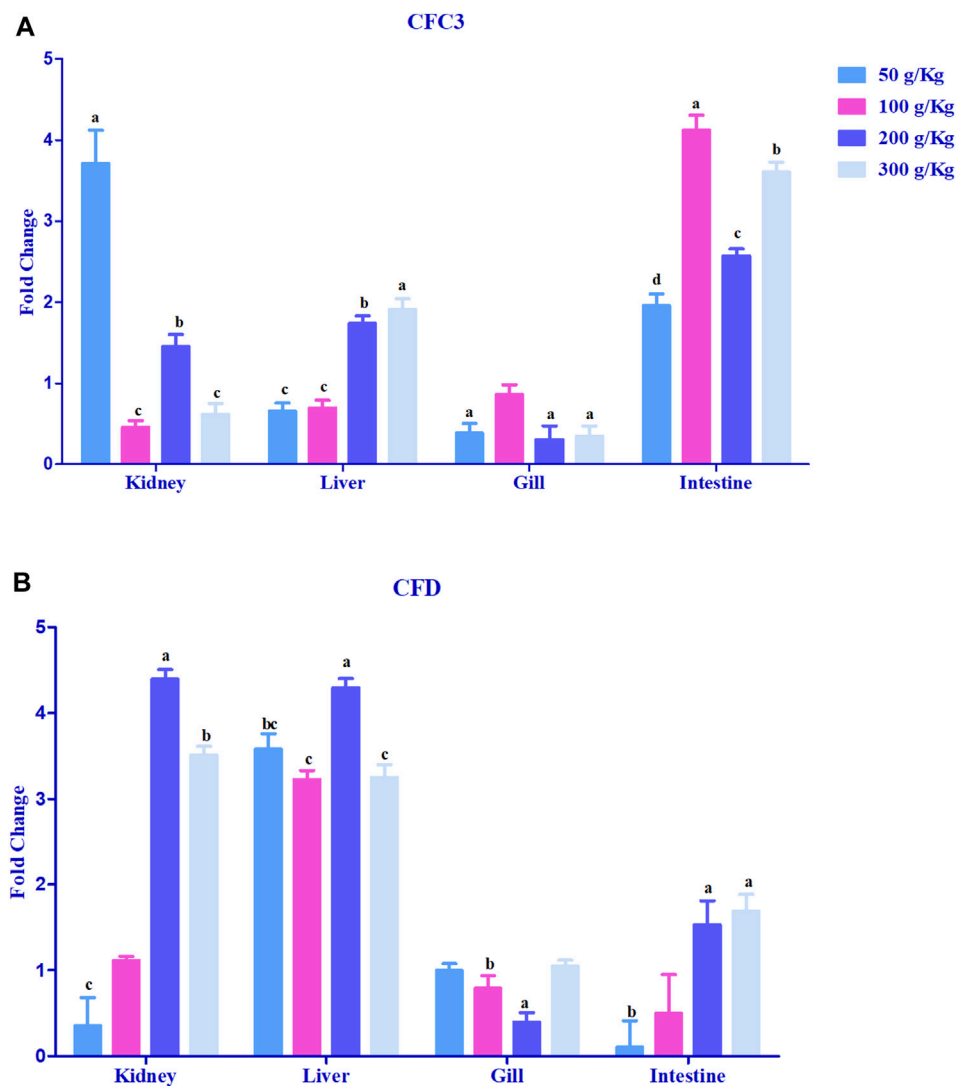 A
CFC3
50 g/Kg
100 g/Kg
200 g/Kg
300 g/Kg
Fold Change
5
4
3
2
1
0
a
c
b
c
c
c
b
a
a
a
a
d
a
c
b
Kidney
Liver
Gill
Intestine
B
CFD
Fold Change
5
4
3
2
1
0
c
a
b
bc
c
a
c
b
a
b
a
a
Kidney
Liver
Gill
Intestine